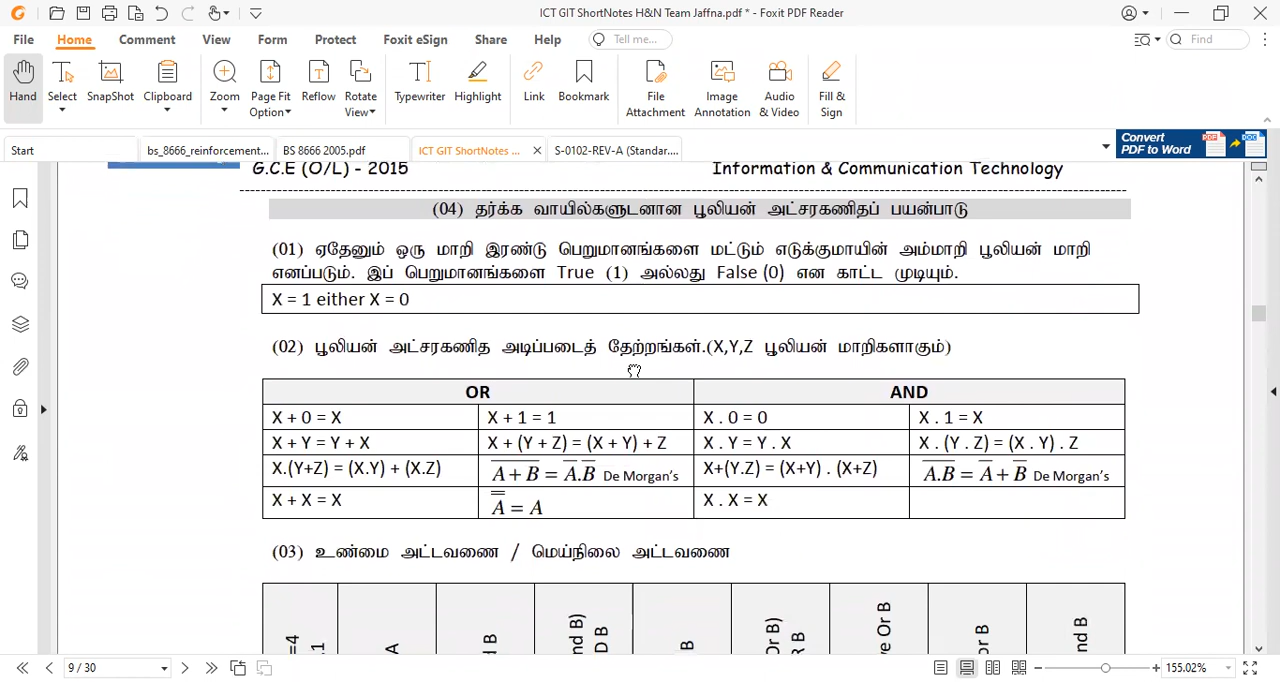 ICT GIT ShortNotes H&N Team Jaffna.pdf * - Foxit PDF Reader
File Home Comment View Form Protect Foxit eSign Share Help Tell me... Find
Hand Select SnapShot Clipboard Zoom Page Fit Option Reflow Rotate View Typewriter Highlight Link Bookmark File Attachment Image Annotation Audio & Video Fill & Sign
Start bs_8666_reinforcement... BS 8666 2005.pdf ICT GIT ShortNotes ... S-0102-REV-A (Standar.... Convert PDF to Word
G.C.E (O/L) - 2015 Information & Communication Technology
(04) தர்க்க வாயில்களுடனான பூலியன் அட்சரகணிதப் பயன்பாடு
(01) ஏதேனும் ஒரு மாறி இரண்டு பெறுமானங்களை மட்டும் எடுக்குமாயின் அம்மாறி பூலியன் மாறி
எனப்படும். இப் பெறுமானங்களை True (1) அல்லது False (0) என காட்ட முடியும்.
X = 1 either X = 0
(02) பூலியன் அட்சரகணித அடிப்படைத் தேற்றங்கள்.(X,Y,Z பூலியன் மாறிகளாகும்)
OR AND
X + 0 = X X + 1 = 1 X . 0 = 0 X . 1 = X
X + Y = Y + X X + (Y + Z) = (X + Y) + Z X . Y = Y . X X . (Y . Z) = (X . Y) . Z
X.(Y+Z) = (X.Y) + (X.Z) A̅+̅B̅ = A̅.B̅ De Morgan's X+(Y.Z) = (X+Y) . (X+Z) A̅.̅B̅ = A̅ + B̅ De Morgan's
X + X = X A̿ = A X . X = X
(03) உண்மை அட்டவணை / மெய்நிலை அட்டவணை
9 / 30 155.02%